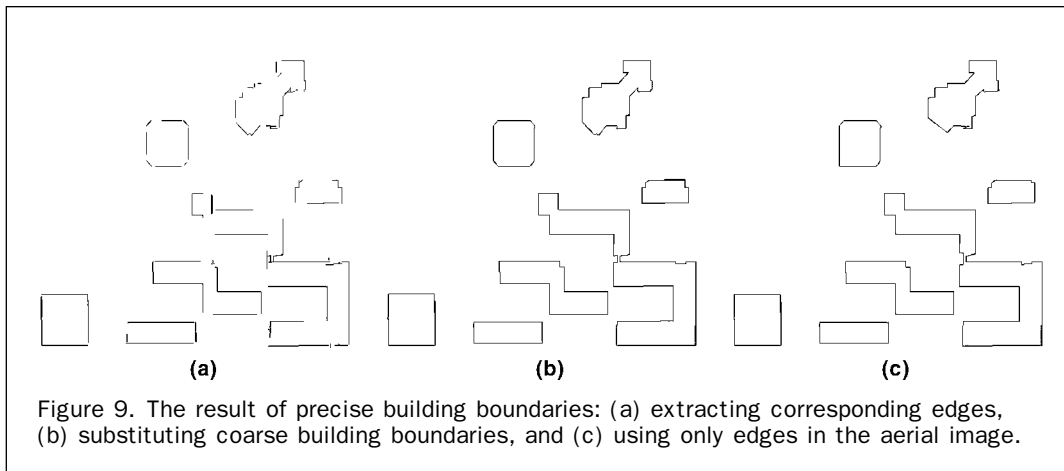 (a) (b) (c)
Figure 9. The result of precise building boundaries: (a) extracting corresponding edges,
(b) substituting coarse building boundaries, and (c) using only edges in the aerial image.